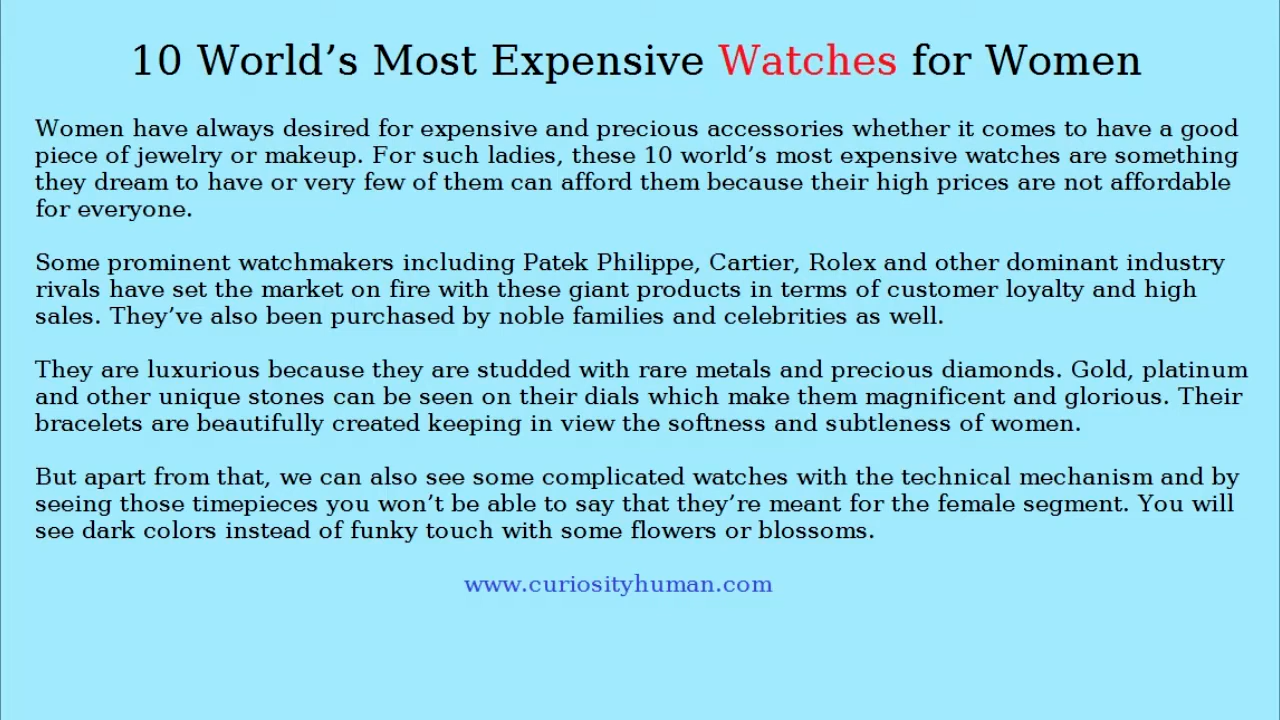 10 World’s Most Expensive Watches for Women
Women have always desired for expensive and precious accessories whether it comes to have a good
piece of jewelry or makeup. For such ladies, these 10 world’s most expensive watches are something
they dream to have or very few of them can afford them because their high prices are not affordable
for everyone.
Some prominent watchmakers including Patek Philippe, Cartier, Rolex and other dominant industry
rivals have set the market on fire with these giant products in terms of customer loyalty and high
sales. They’ve also been purchased by noble families and celebrities as well.
They are luxurious because they are studded with rare metals and precious diamonds. Gold, platinum
and other unique stones can be seen on their dials which make them magnificent and glorious. Their
bracelets are beautifully created keeping in view the softness and subtleness of women.
But apart from that, we can also see some complicated watches with the technical mechanism and by
seeing those timepieces you won’t be able to say that they’re meant for the female segment. You will
see dark colors instead of funky touch with some flowers or blossoms.
www.curiosityhuman.com